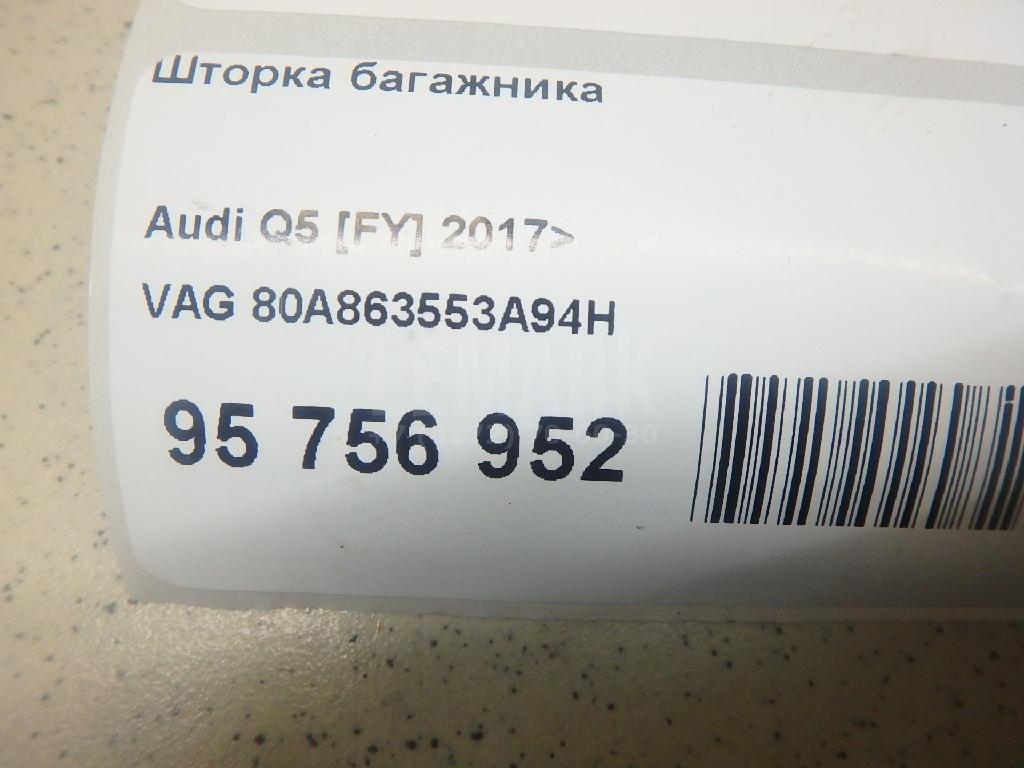 Шторка багажника
Audi Q5 [FY] 2017>
VAG 80A863553A94H
95 756 952